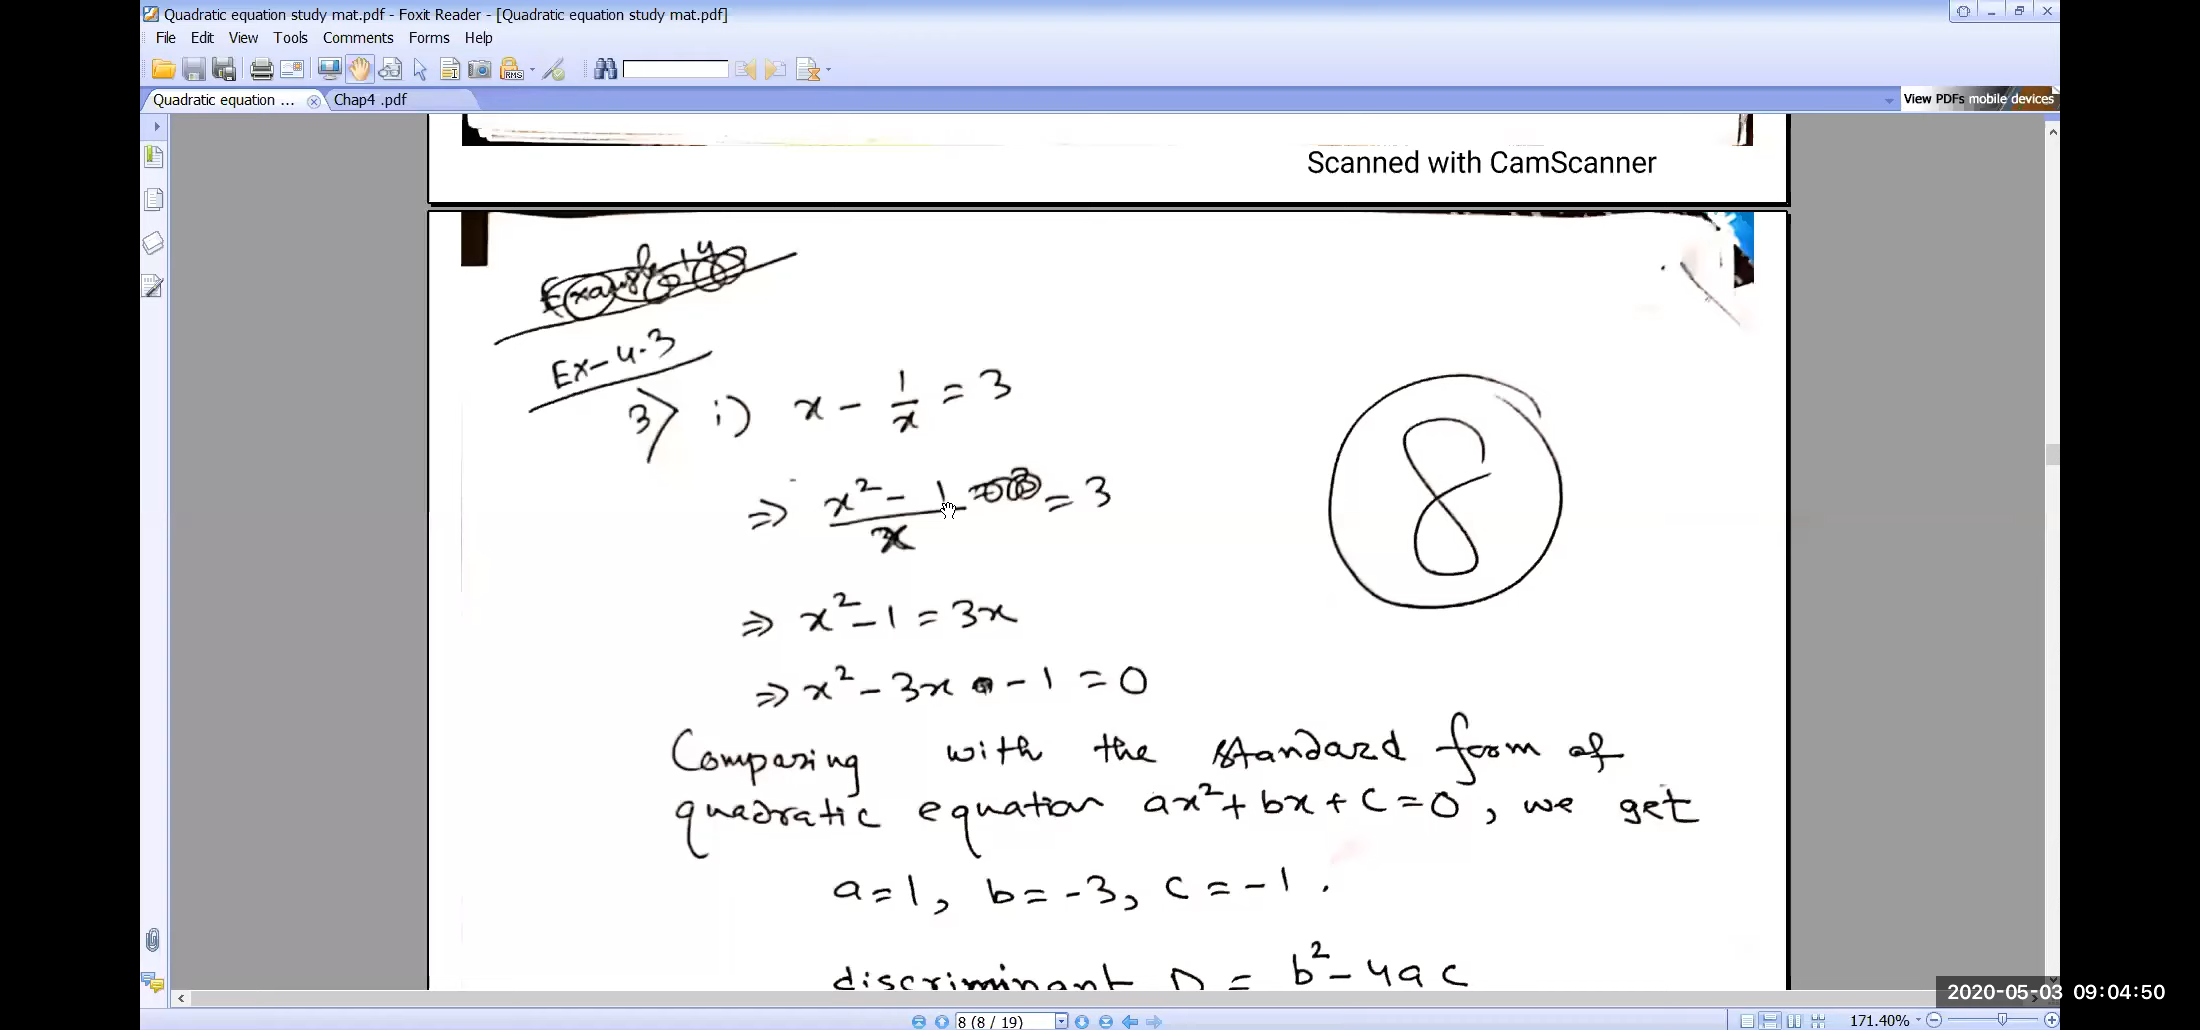 Quadratic equation study mat.pdf - Foxit Reader - [Quadratic equation study mat.pdf]
File Edit View Tools Comments Forms Help
RMS
Quadratic equation ... Chap4 .pdf
View PDFs mobile devices
Scanned with CamScanner
Ex-4.3
3) i) x - 1/x = 3
⇒ x² - 1 / x = 3
8
⇒ x² - 1 = 3x
⇒ x² - 3x - 1 = 0
Comparing with the standard form of
quadratic equation ax² + bx + c = 0, we get
a = 1, b = -3, c = -1.
discriminant D = b² - 4ac
2020-05-03 09:04:50
8 (8 / 19)
171.40%